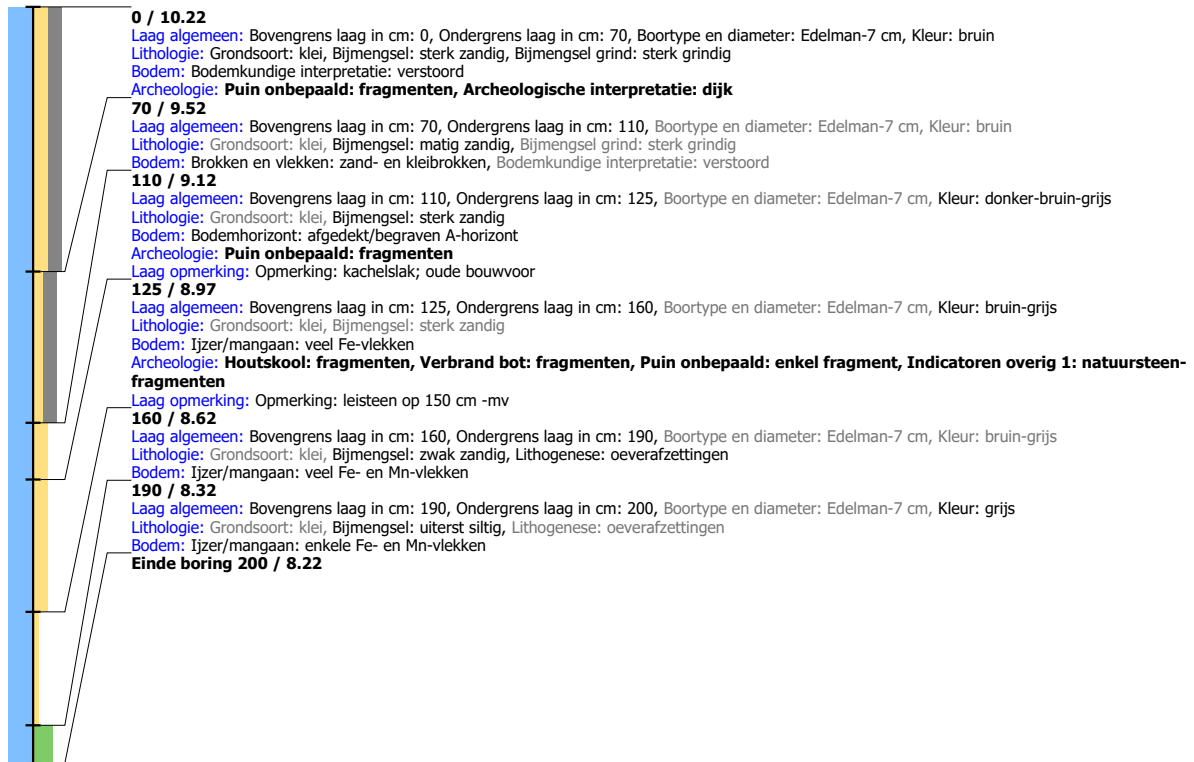 0 / 10.22
Laag algemeen: Bovengrens laag in cm: 0, Ondergrens laag in cm: 70, Boortype en diameter: Edelman-7 cm, Kleur: bruin
Lithologie: Grondsoort: klei, Bijmengsel: sterk zandig, Bijmengsel grind: sterk grindig
Bodem: Bodemkundige interpretatie: verstoord
Archeologie: Puin onbepaald: fragmenten, Archeologische interpretatie: dijk
70 / 9.52
Laag algemeen: Bovengrens laag in cm: 70, Ondergrens laag in cm: 110, Boortype en diameter: Edelman-7 cm, Kleur: bruin
Lithologie: Grondsoort: klei, Bijmengsel: matig zandig, Bijmengsel grind: sterk grindig
Bodem: Brokken en vlekken: zand- en kleibrokken, Bodemkundige interpretatie: verstoord
110 / 9.12
Laag algemeen: Bovengrens laag in cm: 110, Ondergrens laag in cm: 125, Boortype en diameter: Edelman-7 cm, Kleur: donker-bruin-grijs
Lithologie: Grondsoort: klei, Bijmengsel: sterk zandig
Bodem: Bodemhorizont: afgedekt/begraven A-horizont
Archeologie: Puin onbepaald: fragmenten
Laag opmerking: Opmerking: kachelslak; oude bouwvoor
125 / 8.97
Laag algemeen: Bovengrens laag in cm: 125, Ondergrens laag in cm: 160, Boortype en diameter: Edelman-7 cm, Kleur: bruin-grijs
Lithologie: Grondsoort: klei, Bijmengsel: sterk zandig
Bodem: Ijzer/mangaan: veel Fe-vlekken
Archeologie: Houtskool: fragmenten, Verbrand bot: fragmenten, Puin onbepaald: enkel fragment, Indicatoren overig 1: natuursteen-
fragmenten
Laag opmerking: Opmerking: leisteen op 150 cm -mv
160 / 8.62
Laag algemeen: Bovengrens laag in cm: 160, Ondergrens laag in cm: 190, Boortype en diameter: Edelman-7 cm, Kleur: bruin-grijs
Lithologie: Grondsoort: klei, Bijmengsel: zwak zandig, Lithogenese: oeverafzettingen
Bodem: Ijzer/mangaan: veel Fe- en Mn-vlekken
190 / 8.32
Laag algemeen: Bovengrens laag in cm: 190, Ondergrens laag in cm: 200, Boortype en diameter: Edelman-7 cm, Kleur: grijs
Lithologie: Grondsoort: klei, Bijmengsel: uiterst siltig, Lithogenese: oeverafzettingen
Bodem: Ijzer/mangaan: enkele Fe- en Mn-vlekken
Einde boring 200 / 8.22